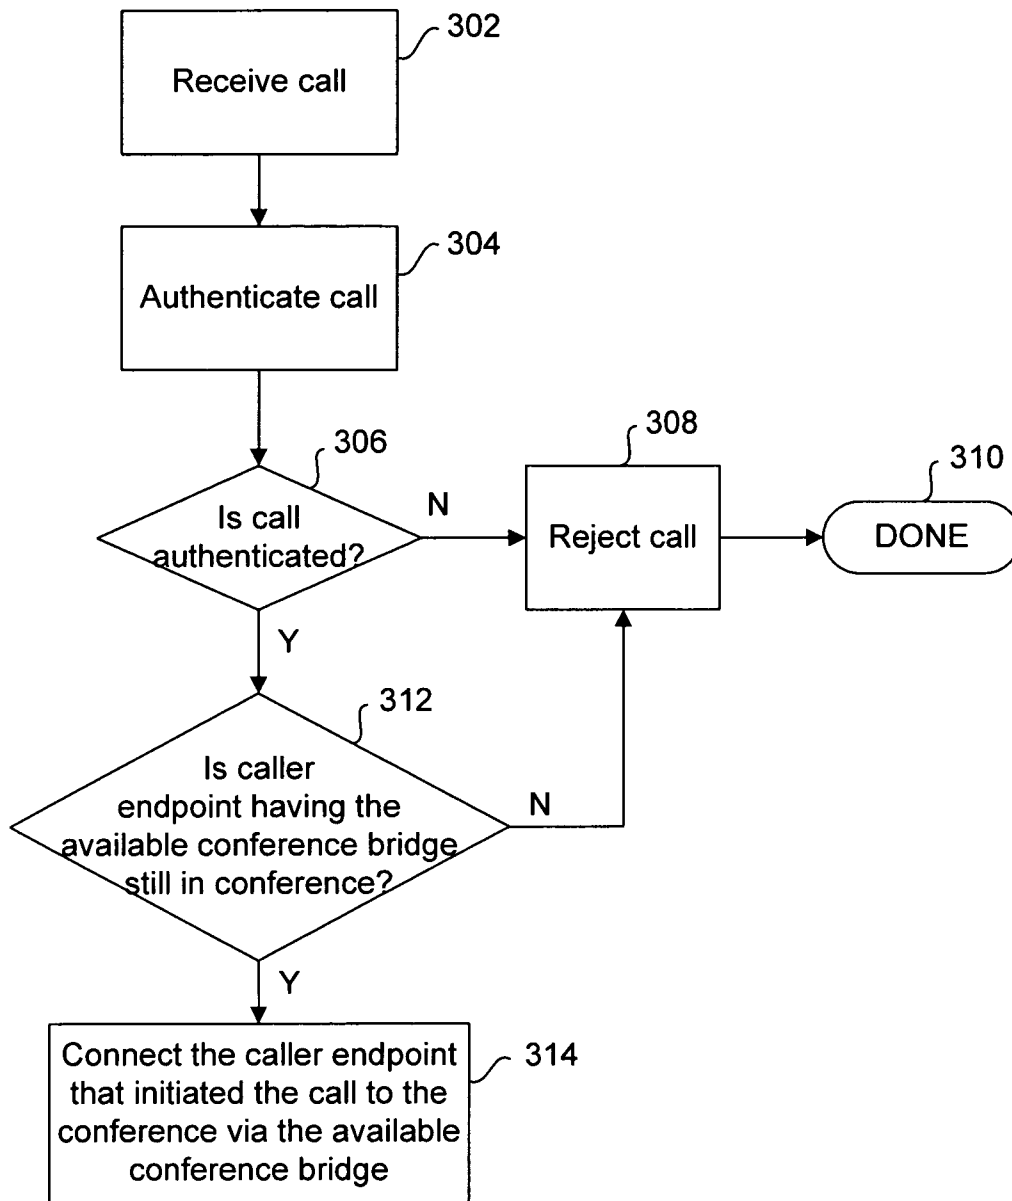 302
Receive call
304
Authenticate call
306
308
310
Is call
authenticated?
N
Reject call
DONE
Y
312
Is caller
endpoint having the
available conference bridge
still in conference?
N
Y
Connect the caller endpoint
that initiated the call to the
conference via the available
conference bridge
314